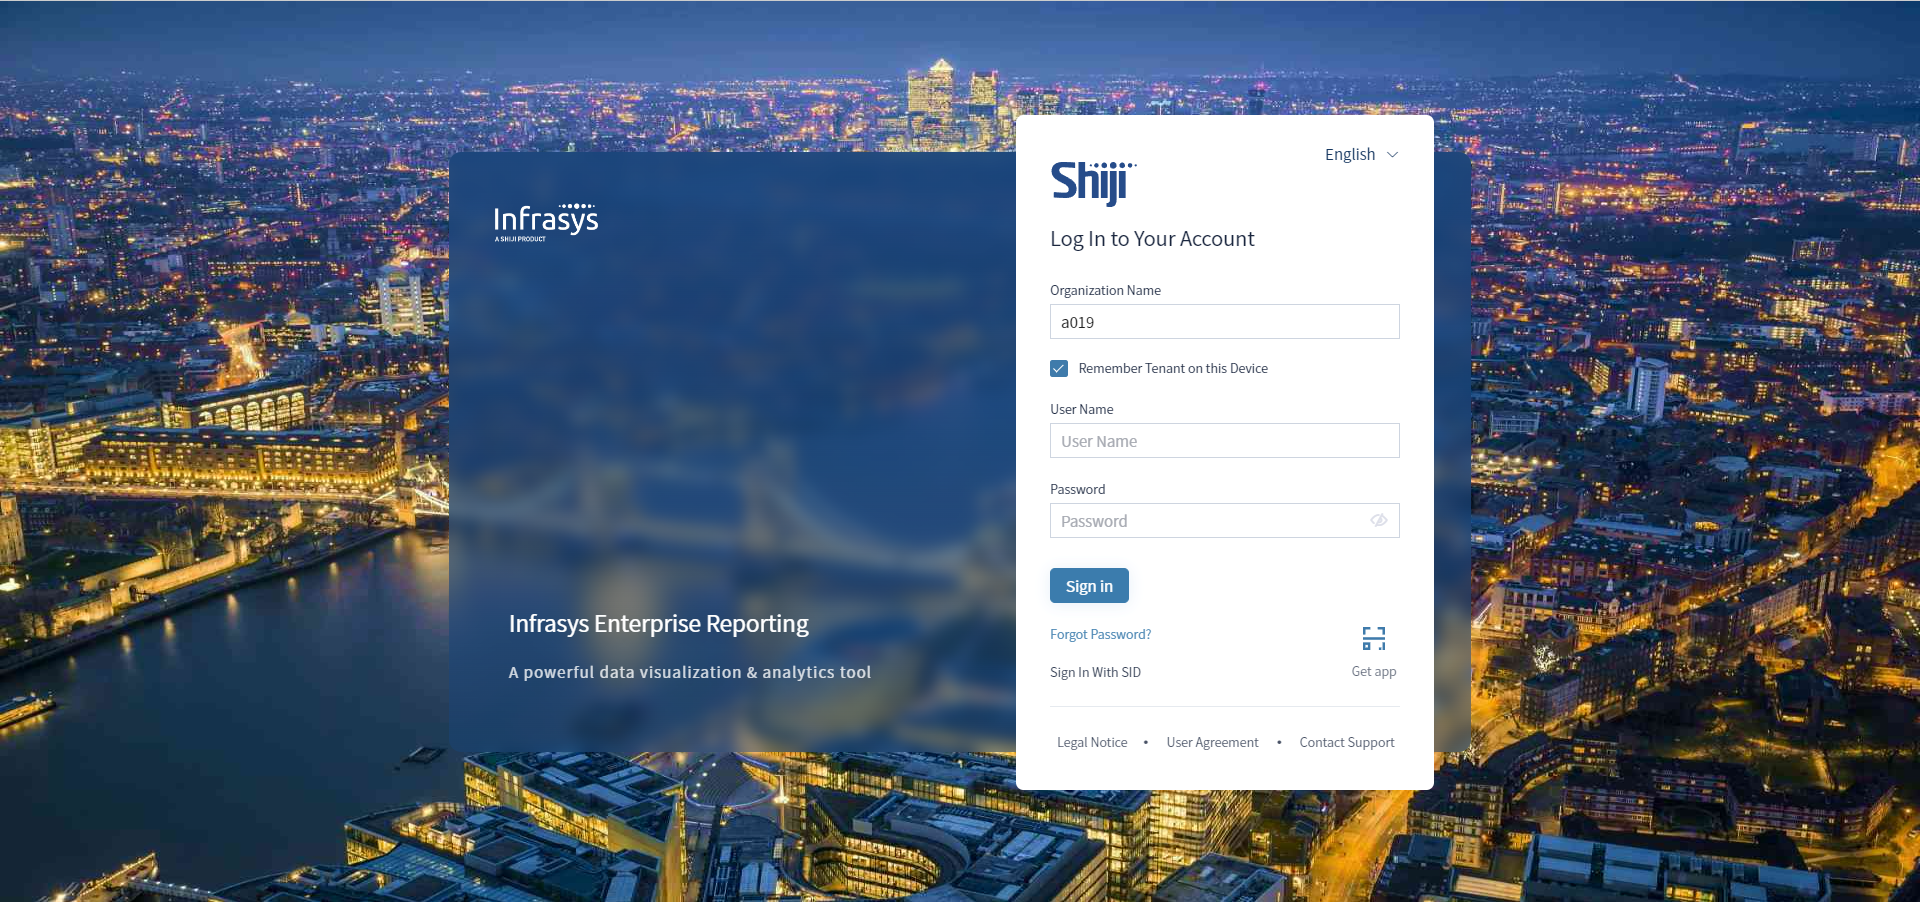 Infrasys
A SHIJI PRODUCT
Infrasys Enterprise Reporting
A powerful data visualization & analytics tool
English
Shiji
Log In to Your Account
Organization Name
a019
Remember Tenant on this Device
User Name
User Name
Password
Password
Sign in
Forgot Password?
Sign In With SID
Get app
Legal Notice • User Agreement • Contact Support